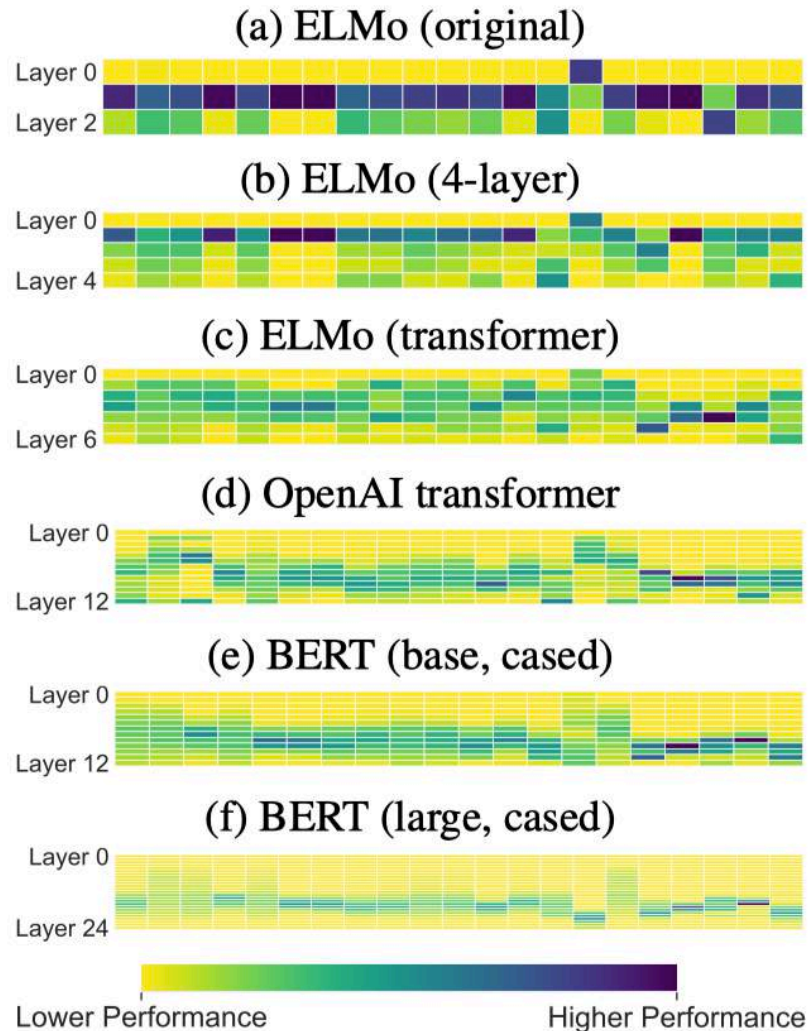 (a) ELMo (original)
Layer 0
Layer 2
(b) ELMo (4-layer)
Layer 0
Layer 4
(c) ELMo (transformer)
Layer 0
Layer 6
(d) OpenAI transformer
Layer 0
Layer 12
(e) BERT (base, cased)
Layer 0
Layer 12
(f) BERT (large, cased)
Layer 0
Layer 24
Lower Performance Higher Performance